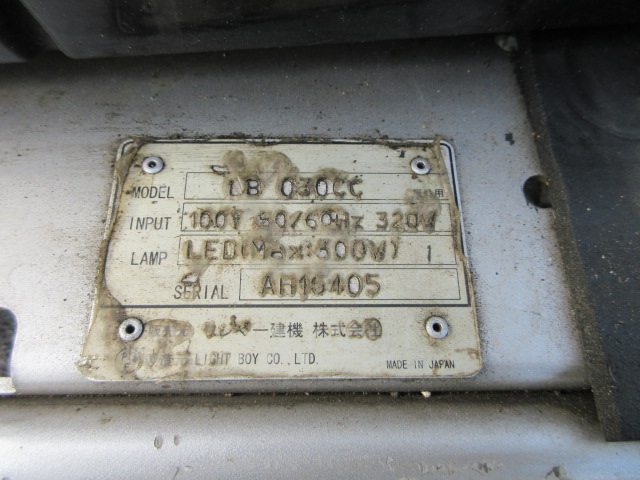 MODEL LB 030CC 用
INPUT 100V 50/60Hz 320W
LAMP LED(Max:300W) 1
SERIAL
建機 株式会社
LIGHT BOY CO.,LTD. MADE IN JAPAN